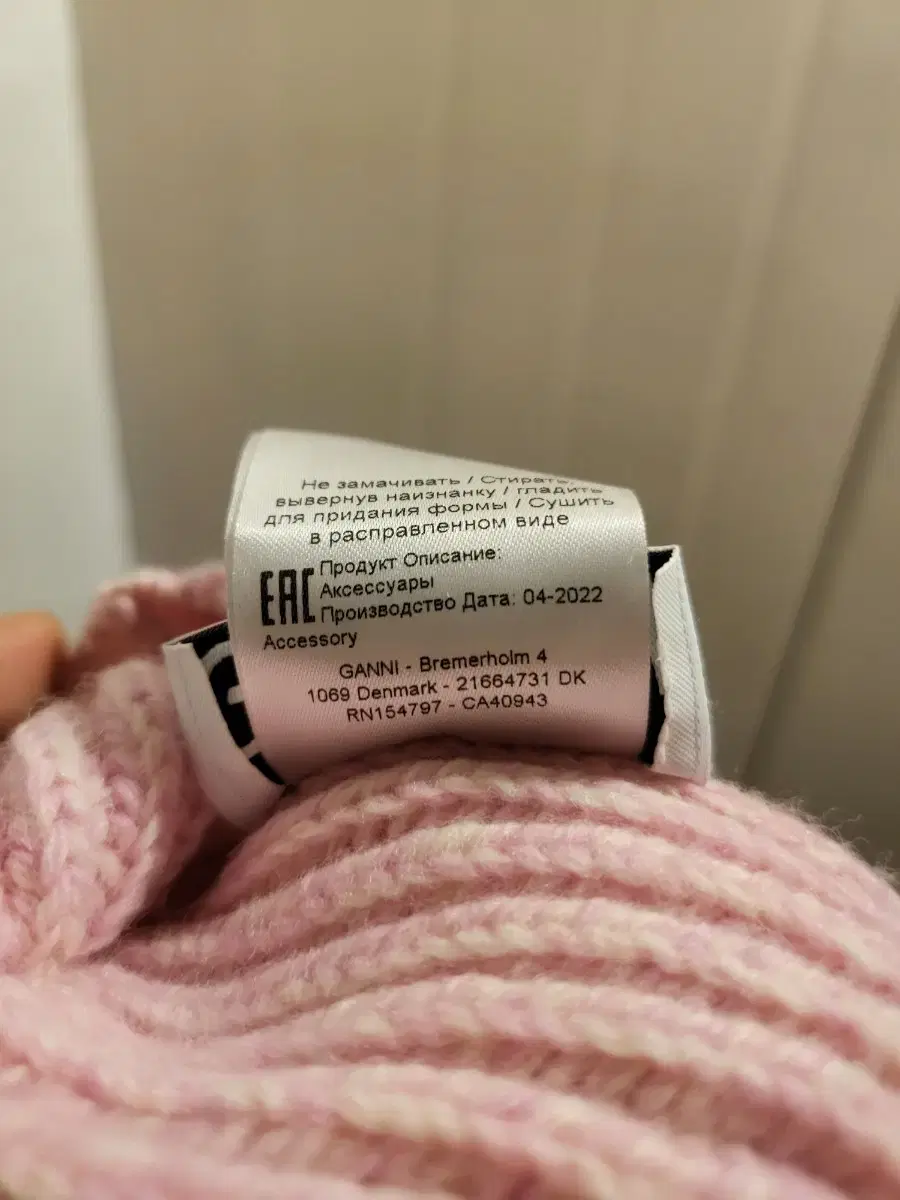 Не замачивать / Стирать,
вывернув наизнанку / гладить
для придания формы / Сушить
в расправленном виде
EAC Продукт Описание:
Аксессуары
Производство Дата: 04-2022
Accessory
GANNI - Bremerholm 4
1069 Denmark - 21664731 DK
RN154797 - CA40943